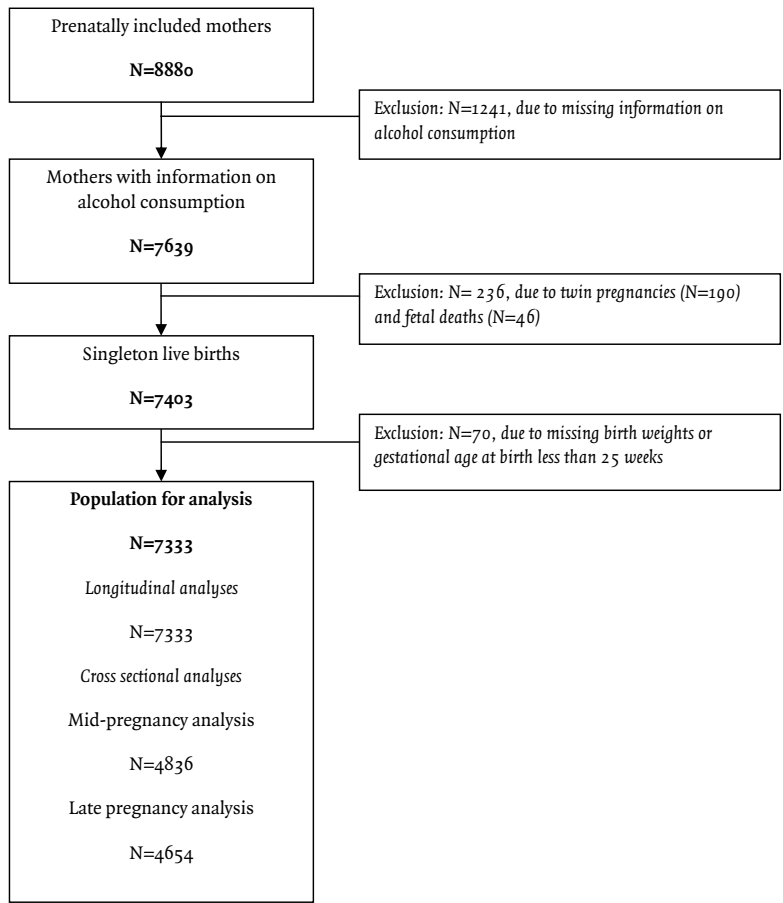 Prenatally included mothers
N=8880
Exclusion: N=1241, due to missing information on
alcohol consumption
Mothers with information on
alcohol consumption
N=7639
Exclusion: N= 236, due to twin pregnancies (N=190)
and fetal deaths (N=46)
Singleton live births
N=7403
Exclusion: N=70, due to missing birth weights or
gestational age at birth less than 25 weeks
Population for analysis
N=7333
Longitudinal analyses
N=7333
Cross sectional analyses
Mid-pregnancy analysis
N=4836
Late pregnancy analysis
N=4654